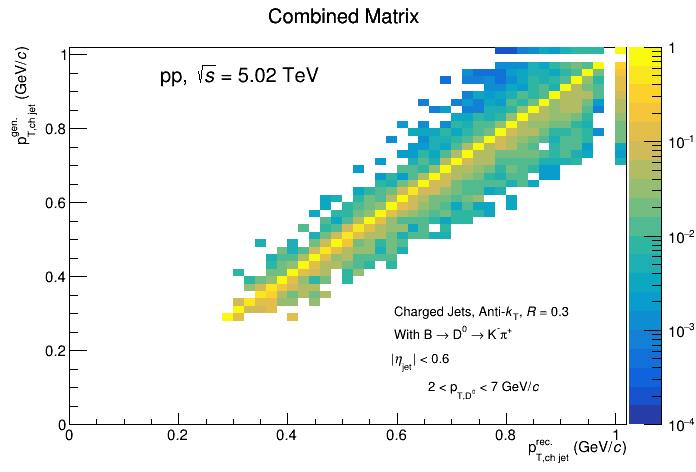 Combined Matrix
p^gen._T,ch jet (GeV/c)
pp, √s = 5.02 TeV
1
0.8
0.6
0.4
0.2
0
Charged Jets, Anti-k_T, R = 0.3
With B → D^0 → K^-π^+
|η_jet| < 0.6
2 < p_T,D^0 < 7 GeV/c
0 0.2 0.4 0.6 0.8 1
p^rec._T,ch jet (GeV/c)
1
10^-1
10^-2
10^-3
10^-4